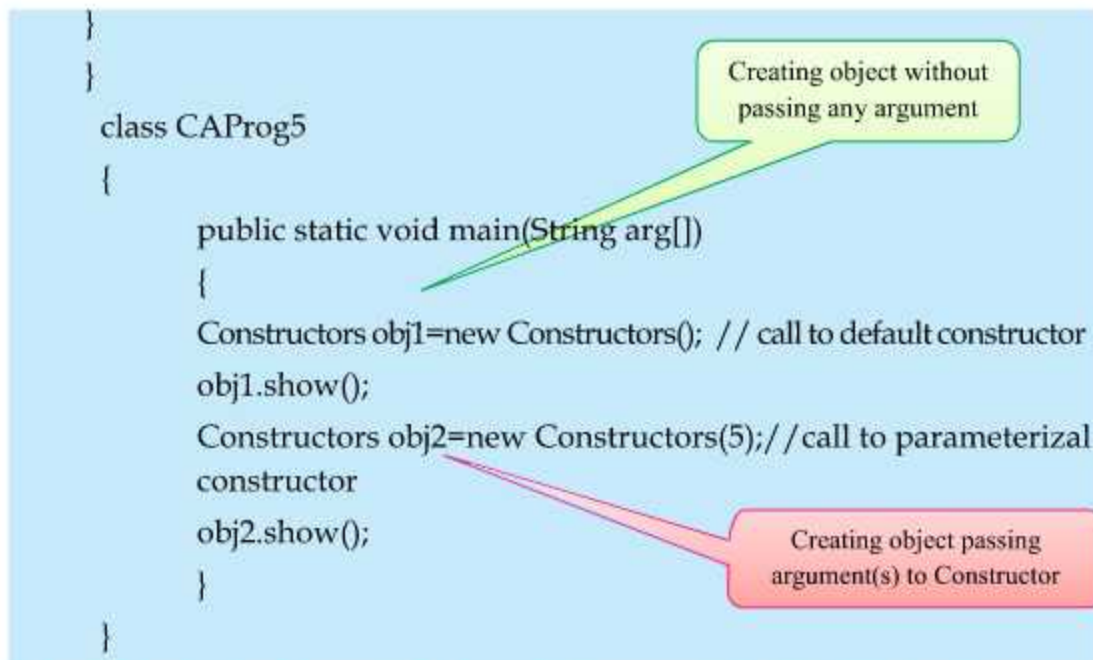 }
}
Creating object without
passing any argument
class CAProg5
{
public static void main(String arg[])
{
Constructors obj1=new Constructors(); // call to default constructor
obj1.show();
Constructors obj2=new Constructors(5);//call to parameterizal
constructor
obj2.show();
Creating object passing
argument(s) to Constructor
}
}